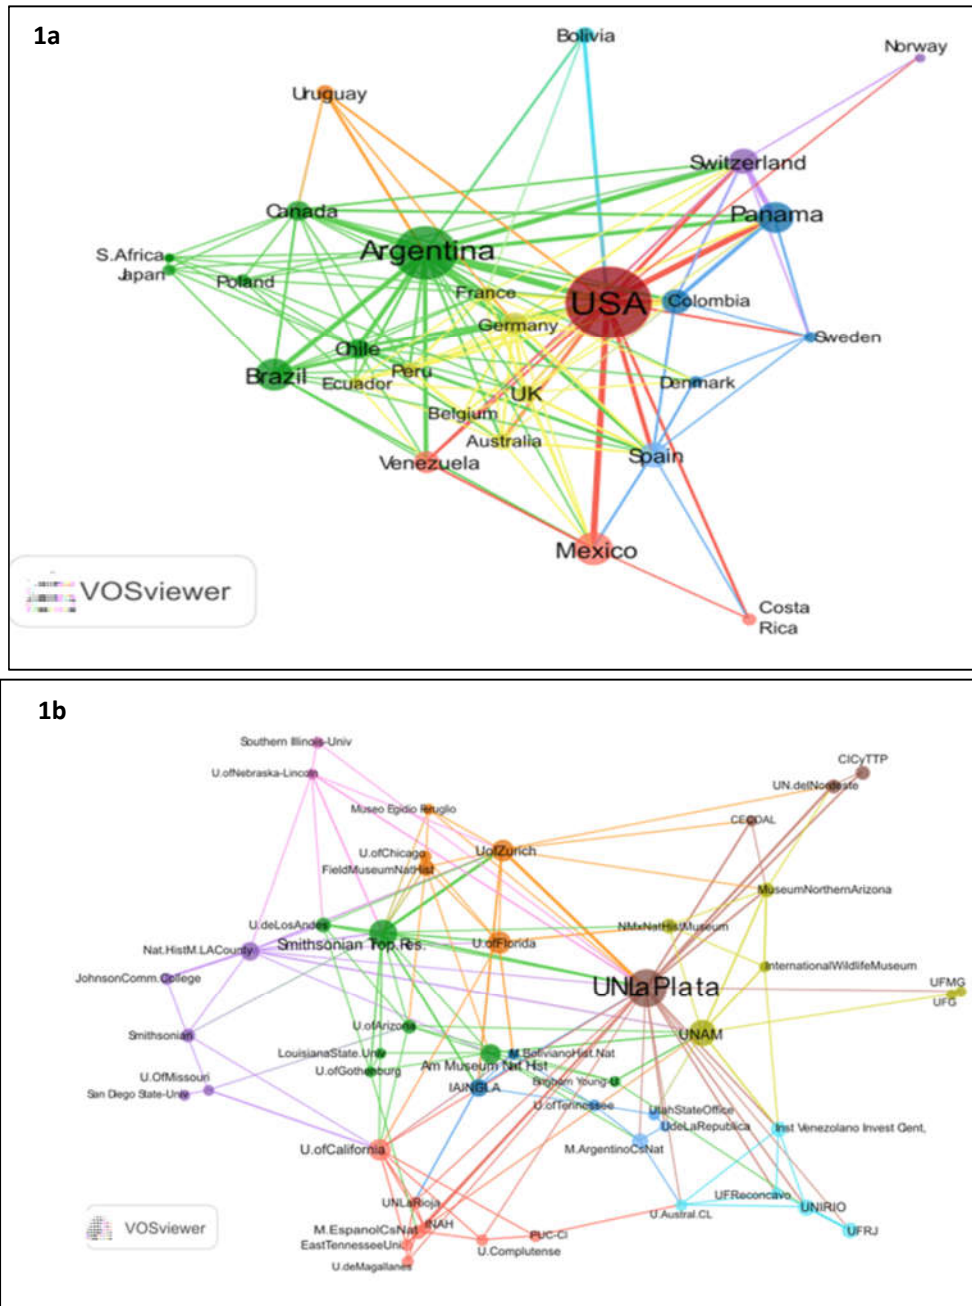 1a
Bolivia
Norway
Uruguay
Switzerland
Canada
Panama
Argentina
S.Africa
Japan
Poland
France
USA
Colombia
Germany
Sweden
Chile
Brazil
Peru
Ecuador
Denmark
UK
Belgium
Australia
Venezuela
Spain
Mexico
VOSviewer
Costa
Rica
1b
Southern Illinois-Univ
U.ofNebraska-Lincoln
CICyTTP
UN.delNordeste
Museo Egidio Feruglio
CECOAL
U.ofChicago
UofZurich
FieldMuseumNatHist
MuseumNorthernArizona
U.deLosAndes
NMxNatHistMuseum
Smithsonian Trop.Res.
U.ofFlorida
Nat.HistM.LACounty
InternationalWildlifeMuseum
JohnsonComm.College
UNLaPlata
UFMG
UFG
U.ofArizona
Smithsonian
UNAM
LouisianaState.Univ
M.BolivianoHist.Nat
Am Museum Nat Hist
U.ofGothenburg
U.OfMissouri
IAINGLA
Brigham Young-U
San Diego State-Univ
U.ofTennessee
UtahStateOffice
UdeLaRepublica
Inst Venezolano Invest Cient.
U.ofCalifornia
M.ArgentinoCsNat
UFReconcavo
UNLaRioja
UNIRIO
U.Austral.CL
INAH
M.EspanolCsNat
UFRJ
PUC-Cl
EastTennesseeUni.
U.Complutense
U.deMagallanes
VOSviewer